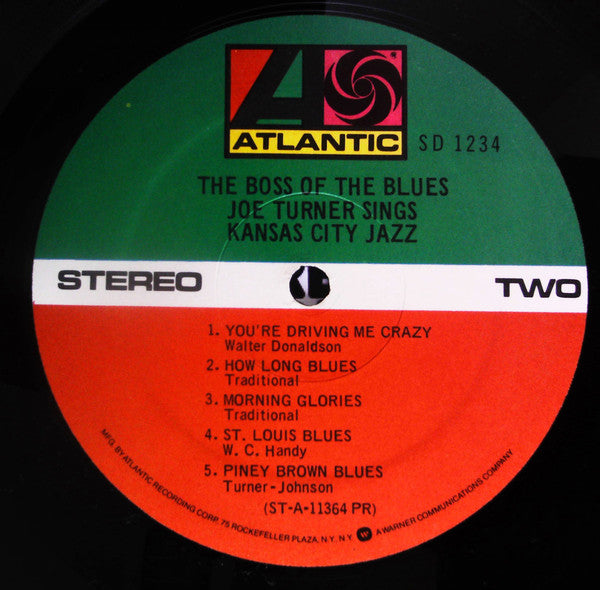 ATLANTIC
SD 1234
THE BOSS OF THE BLUES
JOE TURNER SINGS
KANSAS CITY JAZZ
STEREO
TWO
1. YOU'RE DRIVING ME CRAZY
Walter Donaldson
2. HOW LONG BLUES
Traditional
3. MORNING GLORIES
Traditional
4. ST. LOUIS BLUES
W. C. Handy
5. PINEY BROWN BLUES
Turner-Johnson
(ST-A-11364 PR)
MFG. BY ATLANTIC RECORDING CORP. 75 ROCKEFELLER PLAZA, N.Y. N.Y. W A WARNER COMMUNICATIONS COMPANY